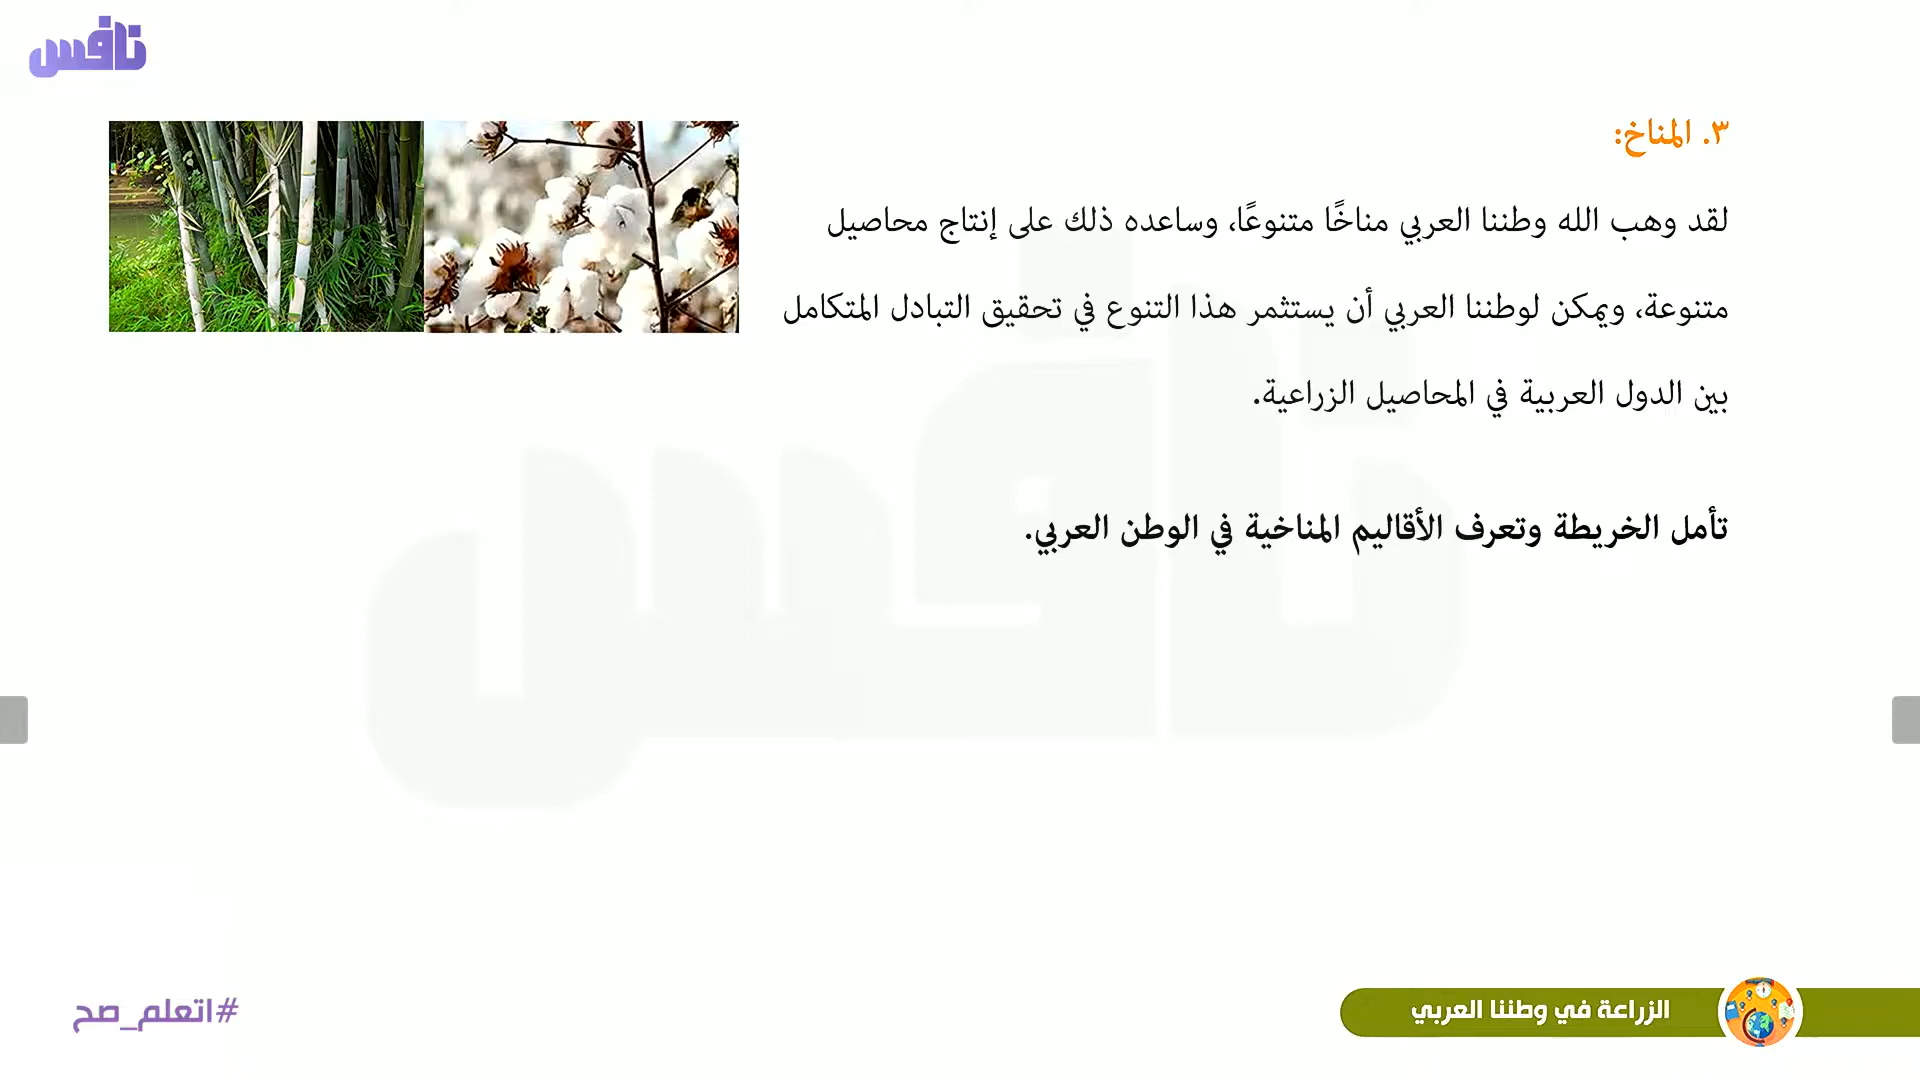 نافس
٣. المناخ:
لقد وهب الله وطننا العربي مناخًا متنوعًا، وساعده ذلك على إنتاج محاصيل
متنوعة، ويمكن لوطننا العربي أن يستثمر هذا التنوع في تحقيق التبادل المتكامل
بين الدول العربية في المحاصيل الزراعية.
تأمل الخريطة وتعرف الأقاليم المناخية في الوطن العربي.
نافس
الزراعة في وطننا العربي
#اتعلم_صح